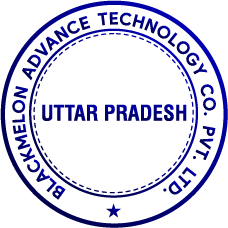 BLACKMELON ADVANCE TECHNOLOGY CO. PVT. LTD.
UTTAR PRADESH